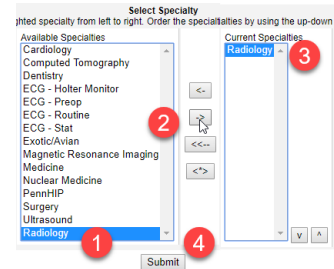 Select Specialty
ghted specialty from left to right. Order the specialties by using the up-down
Available Specialties
Current Specialties
Cardiology
Computed Tomography
Dentistry
ECG - Holter Monitor
ECG - Preop
ECG - Routine
ECG - Stat
Exotic/Avian
Magnetic Resonance Imaging
Medicine
Nuclear Medicine
PennHIP
Surgery
Ultrasound
Radiology
<-
->
<<--
<*>
Radiology
v ^
Submit
1
2
3
4